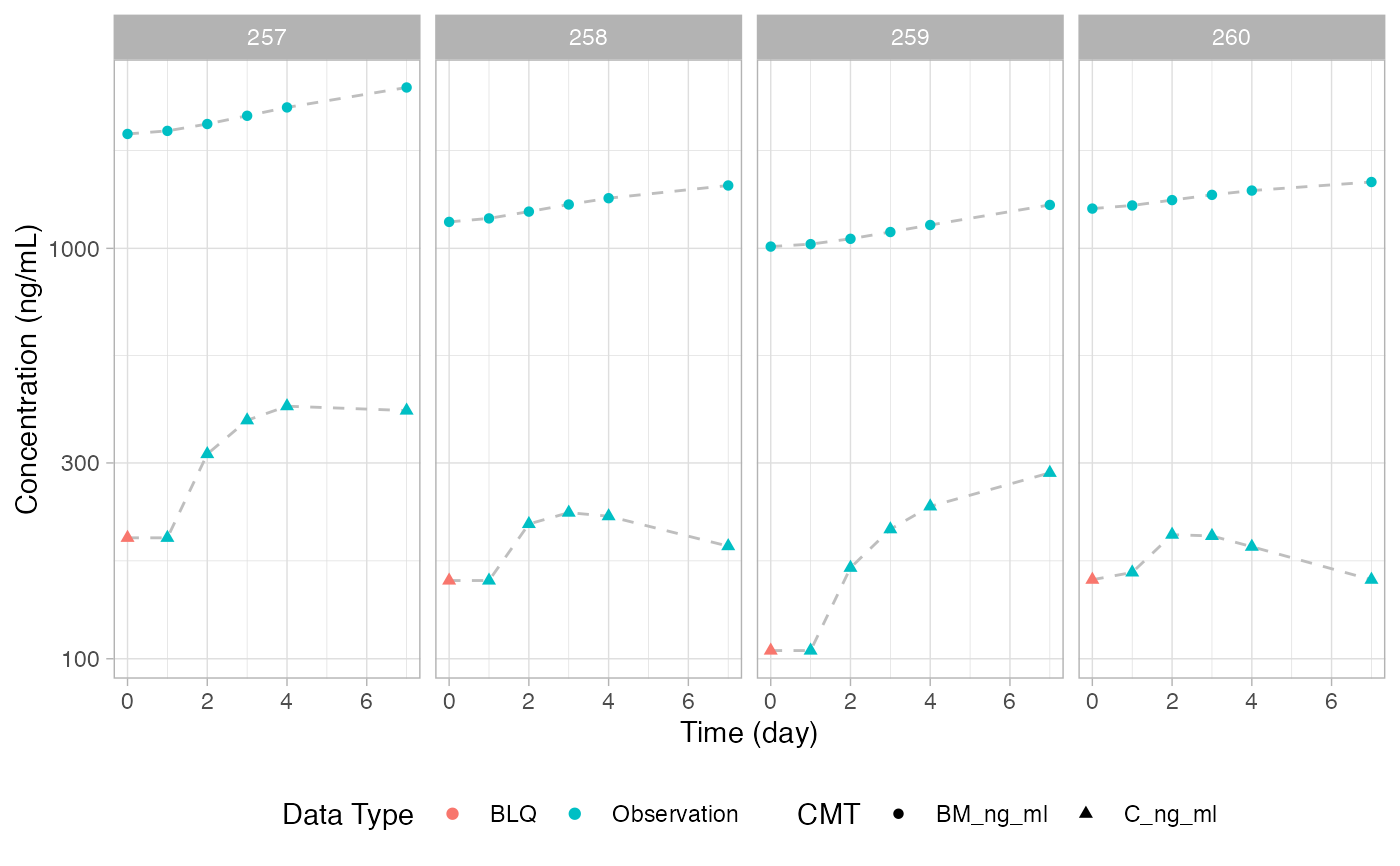 257 258 259 260
Concentration (ng/mL)
1000
300
100
0 2 4 6 0 2 4 6 0 2 4 6 0 2 4 6
Time (day)
Data Type BLQ Observation CMT BM_ng_ml C_ng_ml